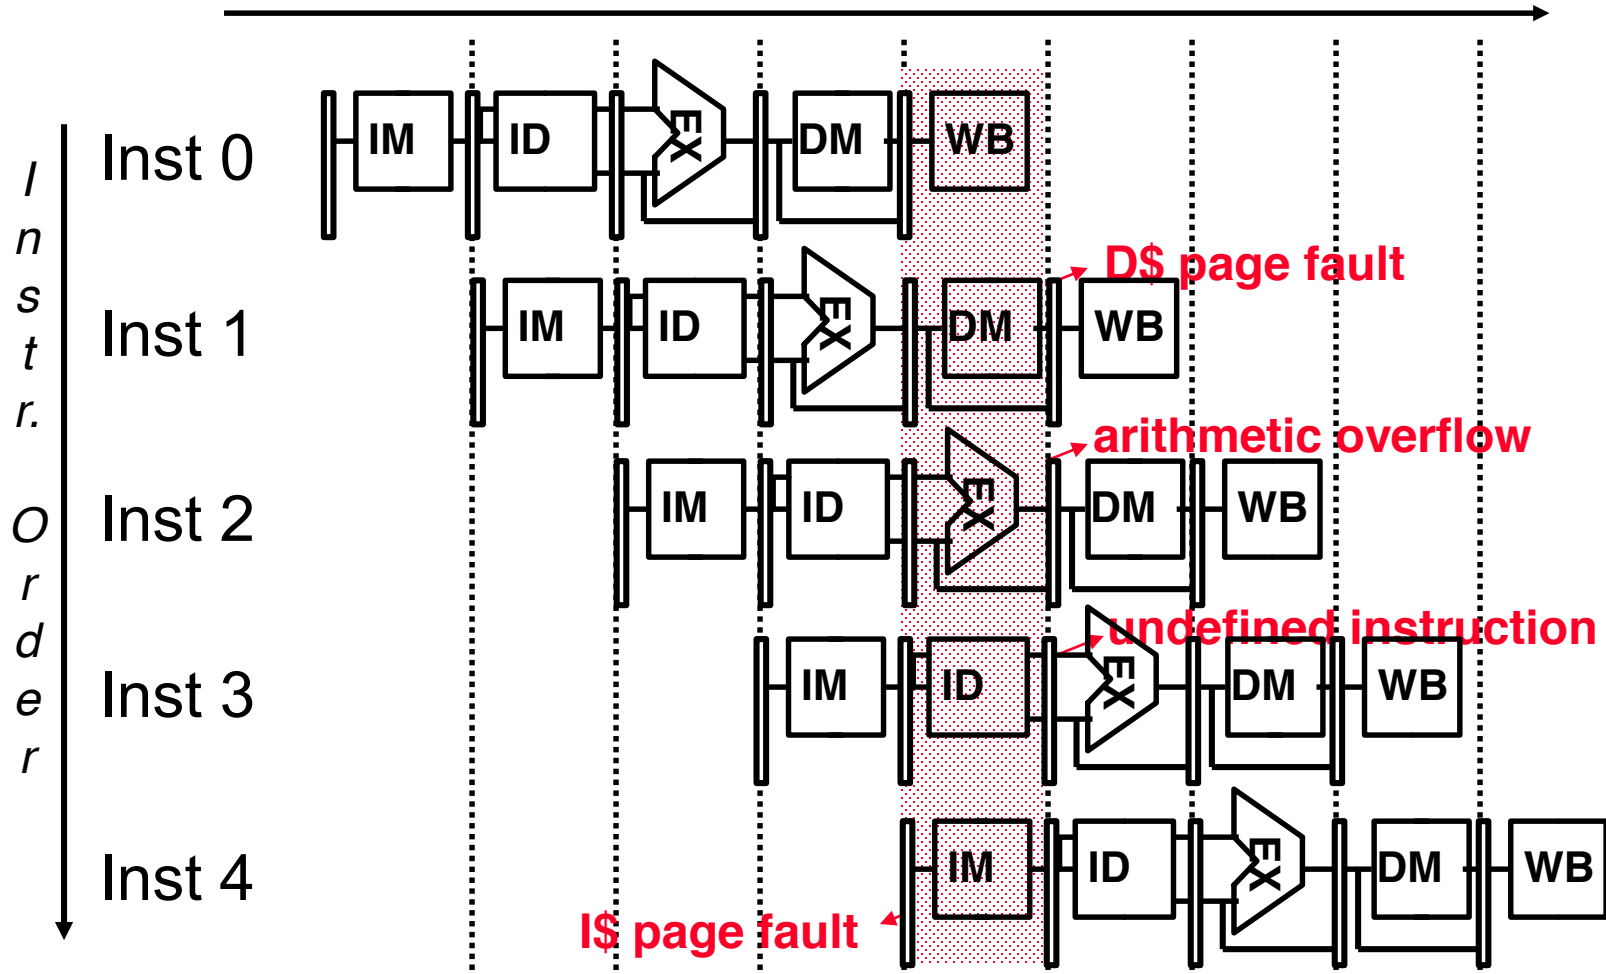 Instr. Order
Inst 0
IM ID EX DM WB
D$ page fault
Inst 1
IM ID EX DM WB
arithmetic overflow
Inst 2
IM ID EX DM WB
undefined instruction
Inst 3
IM ID EX DM WB
Inst 4
IM ID EX DM WB
I$ page fault